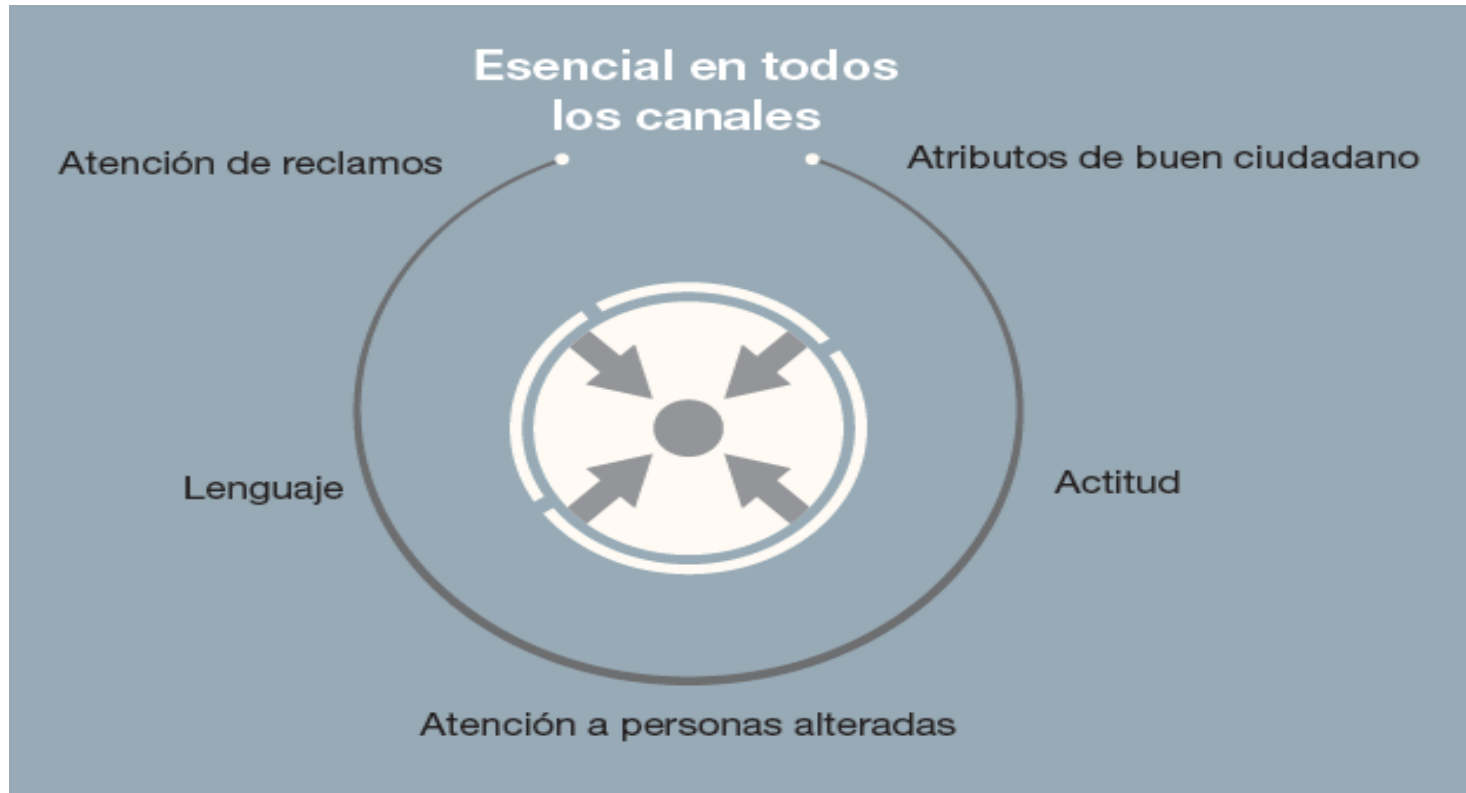 Esencial en todos
los canales
Atención de reclamos
Atributos de buen ciudadano
Lenguaje
Actitud
Atención a personas alteradas